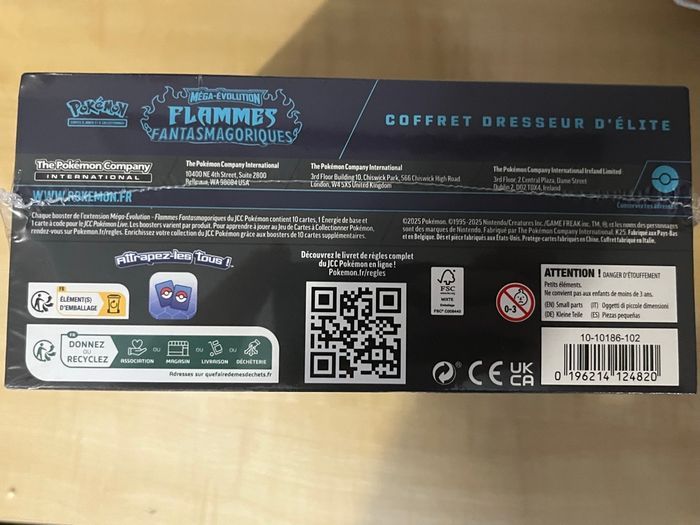 POKÉMON
MÉGA-ÉVOLUTION
FLAMMES
FANTASMAGORIQUES
COFFRET DRESSEUR D'ÉLITE
The Pokémon Company
INTERNATIONAL
The Pokémon Company International
10400 NE 4th Street, Suite 2800
Bellevue, WA 98004 USA
The Pokémon Company International
3rd Floor Building 10, Chiswick Park, 566 Chiswick High Road
London, W4 5XS United Kingdom
The Pokémon Company International Ireland Limited
3rd Floor, 2 Central Plaza, Dame Street
Dublin 2, D02 T0X4, Ireland
WWW.POKEMON.FR
Conservez ces adresses.
Chaque booster de l'extension Méga-Évolution – Flammes Fantasmagoriques du JCC Pokémon contient 10 cartes, 1 Énergie de base et
1 carte à code pour le JCC Pokémon Live. Les boosters varient par produit. Pour apprendre à jouer au Jeu de Cartes à Collectionner Pokémon,
rendez-vous sur Pokemon.fr/regles. Enrichissez votre collection du JCC Pokémon grâce aux boosters de 10 cartes supplémentaires.
©2025 Pokémon. ©1995-2025 Nintendo/Creatures Inc./GAME FREAK inc. TM, ® et les noms des personnages
sont des marques de Nintendo. Fabriqué par The Pokémon Company International. K25. Fabriqué aux Pays-Bas
et en Belgique. Dés et pièce fabriqués aux États-Unis. Protège-cartes fabriqués en Chine. Coffret fabriqué en Italie.
Attrapez-les Tous !
Découvrez le livret de règles complet
du JCC Pokémon en ligne !
Pokemon.fr/regles
FR
ÉLÉMENT(S)
D'EMBALLAGE
FSC
MIXTE
FSC® C008445
0-3
ATTENTION ! DANGER D'ÉTOUFFEMENT
Petits éléments.
Ne convient pas aux enfants de moins de 3 ans.
(EN) Small parts (IT) Oggetti di piccole dimensioni
(DE) Kleine Teile (ES) Piezas pequeñas
FR
DONNEZ
OU
RECYCLEZ
ASSOCIATION
OU
MAGASIN
OU
LIVRAISON
OU
DÉCHÈTERIE
Adresses sur quefairedemesdechets.fr
CE
UK
CA
10-10186-102
0 196214 124820